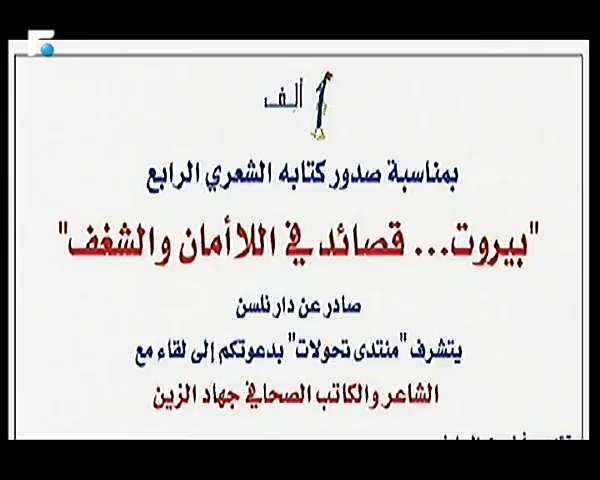 ألف
بمناسبة صدور كتابه الشعري الرابع
"بيروت... قصائد في اللاأمان والشغف"
صادر عن دار نلسن
يتشرف "منتدى تحولات" بدعوتكم إلى لقاء مع
الشاعر والكاتب الصحافي جهاد الزين